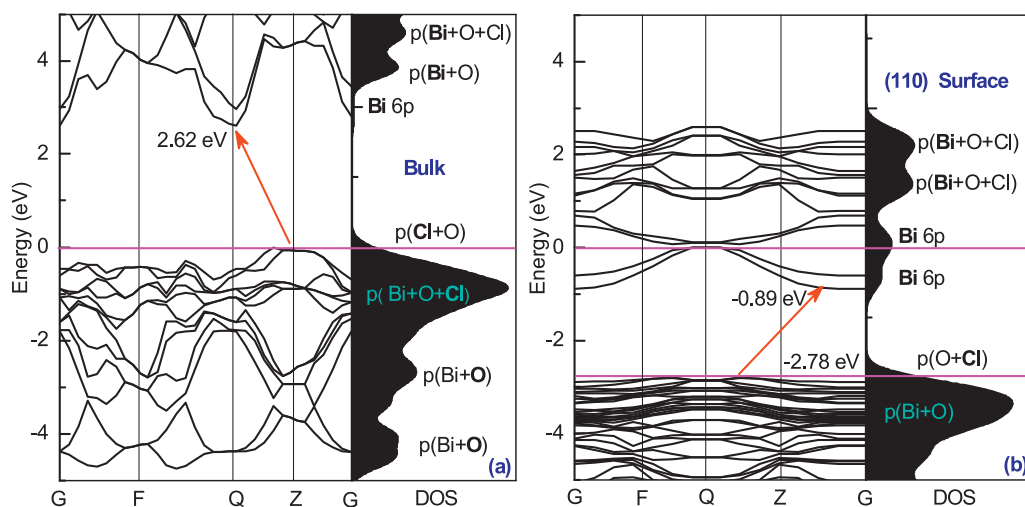 p(Bi+O+Cl)
4
p(Bi+O)
Bi 6p
2.62 eV
2
Bulk
p(Cl+O)
0
p( Bi+O+Cl)
-2
p(Bi+O)
-4
p(Bi+O)
(a)
Energy (eV)
G F Q Z G DOS
4
(110) Surface
2
p(Bi+O+Cl)
p(Bi+O+Cl)
Bi 6p
0
Bi 6p
-0.89 eV
-2
-2.78 eV
p(O+Cl)
p(Bi+O)
-4
(b)
Energy (eV)
G F Q Z G DOS